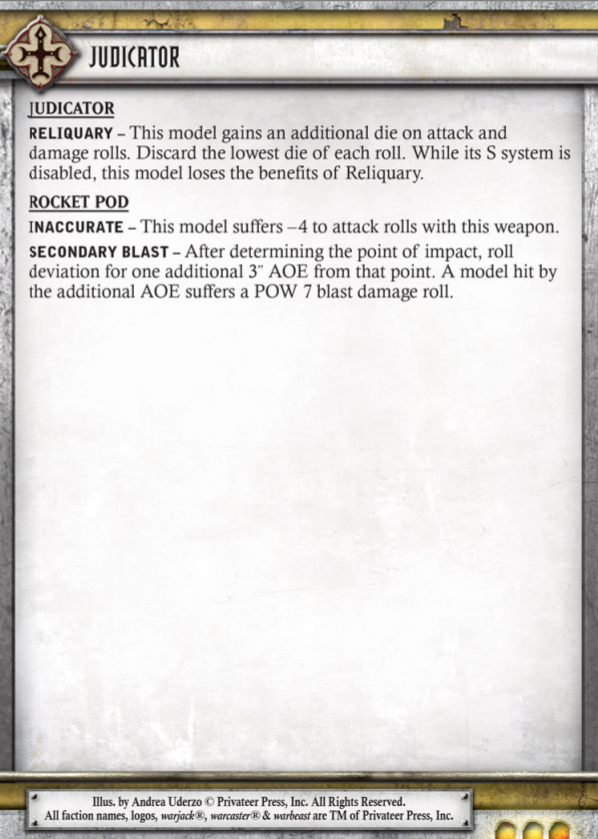 JUDICATOR
JUDICATOR
RELIQUARY – This model gains an additional die on attack and
damage rolls. Discard the lowest die of each roll. While its S system is
disabled, this model loses the benefits of Reliquary.
ROCKET POD
INACCURATE – This model suffers –4 to attack rolls with this weapon.
SECONDARY BLAST – After determining the point of impact, roll
deviation for one additional 3˝ AOE from that point. A model hit by
the additional AOE suffers a POW 7 blast damage roll.
Illus. by Andrea Uderzo © Privateer Press, Inc. All Rights Reserved.
All faction names, logos, warjack®, warcaster® & warbeast are TM of Privateer Press, Inc.